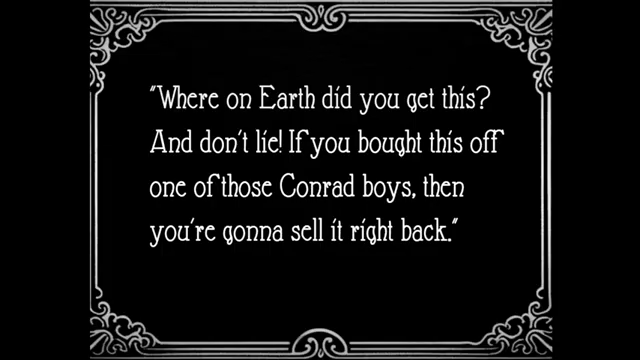 "Where on Earth did you get this?
And don't lie! If you bought this off
one of those Conrad boys, then
you're gonna sell it right back."